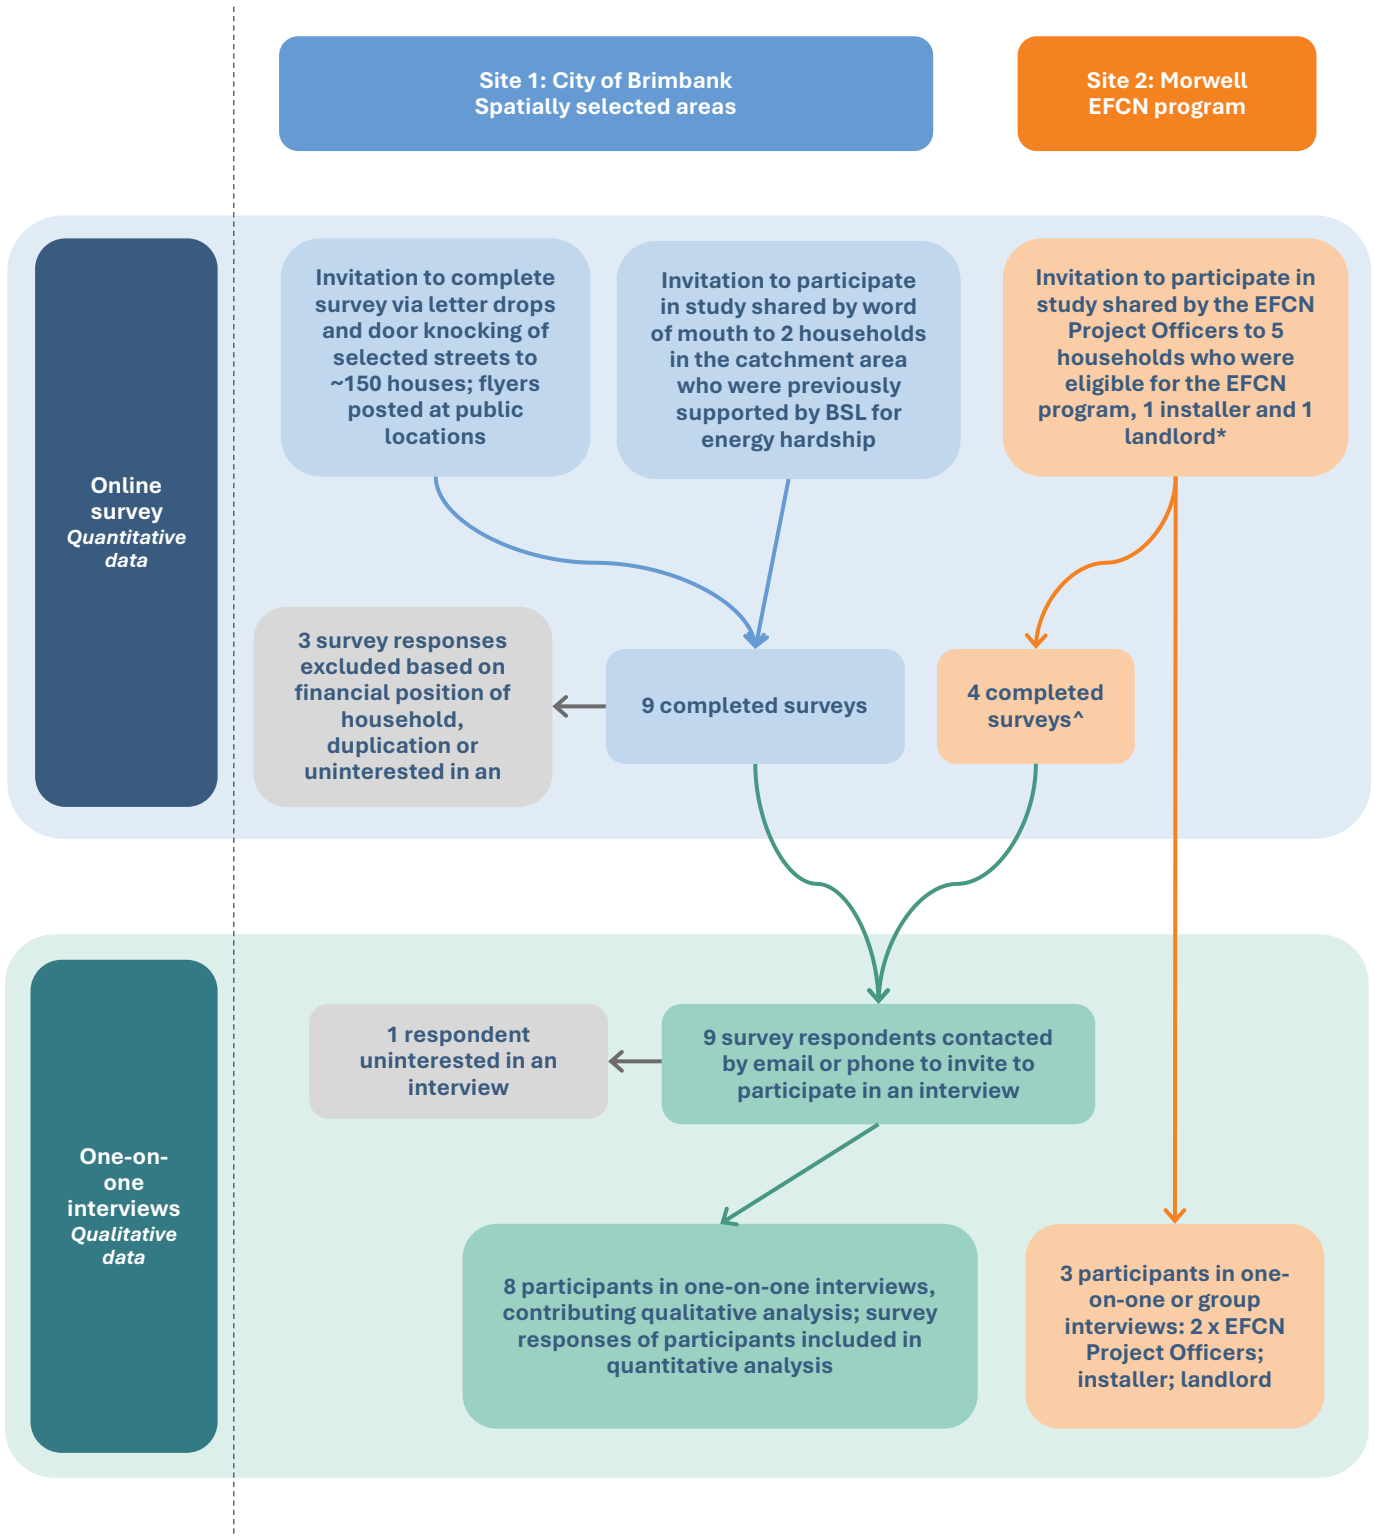 Site 1: City of Brimbank
Spatially selected areas
Site 2: Morwell
EFCN program
Online
survey
Quantitative
data
Invitation to complete
survey via letter drops
and door knocking of
selected streets to
~150 houses; flyers
posted at public
locations
Invitation to participate
in study shared by word
of mouth to 2 households
in the catchment area
who were previously
supported by BSL for
energy hardship
Invitation to participate in
study shared by the EFCN
Project Officers to 5
households who were
eligible for the EFCN
program, 1 installer and 1
landlord*
3 survey responses
excluded based on
financial position of
household,
duplication or
uninterested in an
9 completed surveys
4 completed
surveys^
One-on-
one
interviews
Qualitative
data
1 respondent
uninterested in an
interview
9 survey respondents contacted
by email or phone to invite to
participate in an interview
8 participants in one-on-one interviews,
contributing qualitative analysis; survey
responses of participants included in
quantitative analysis
3 participants in one-
on-one or group
interviews: 2 x EFCN
Project Officers;
installer; landlord